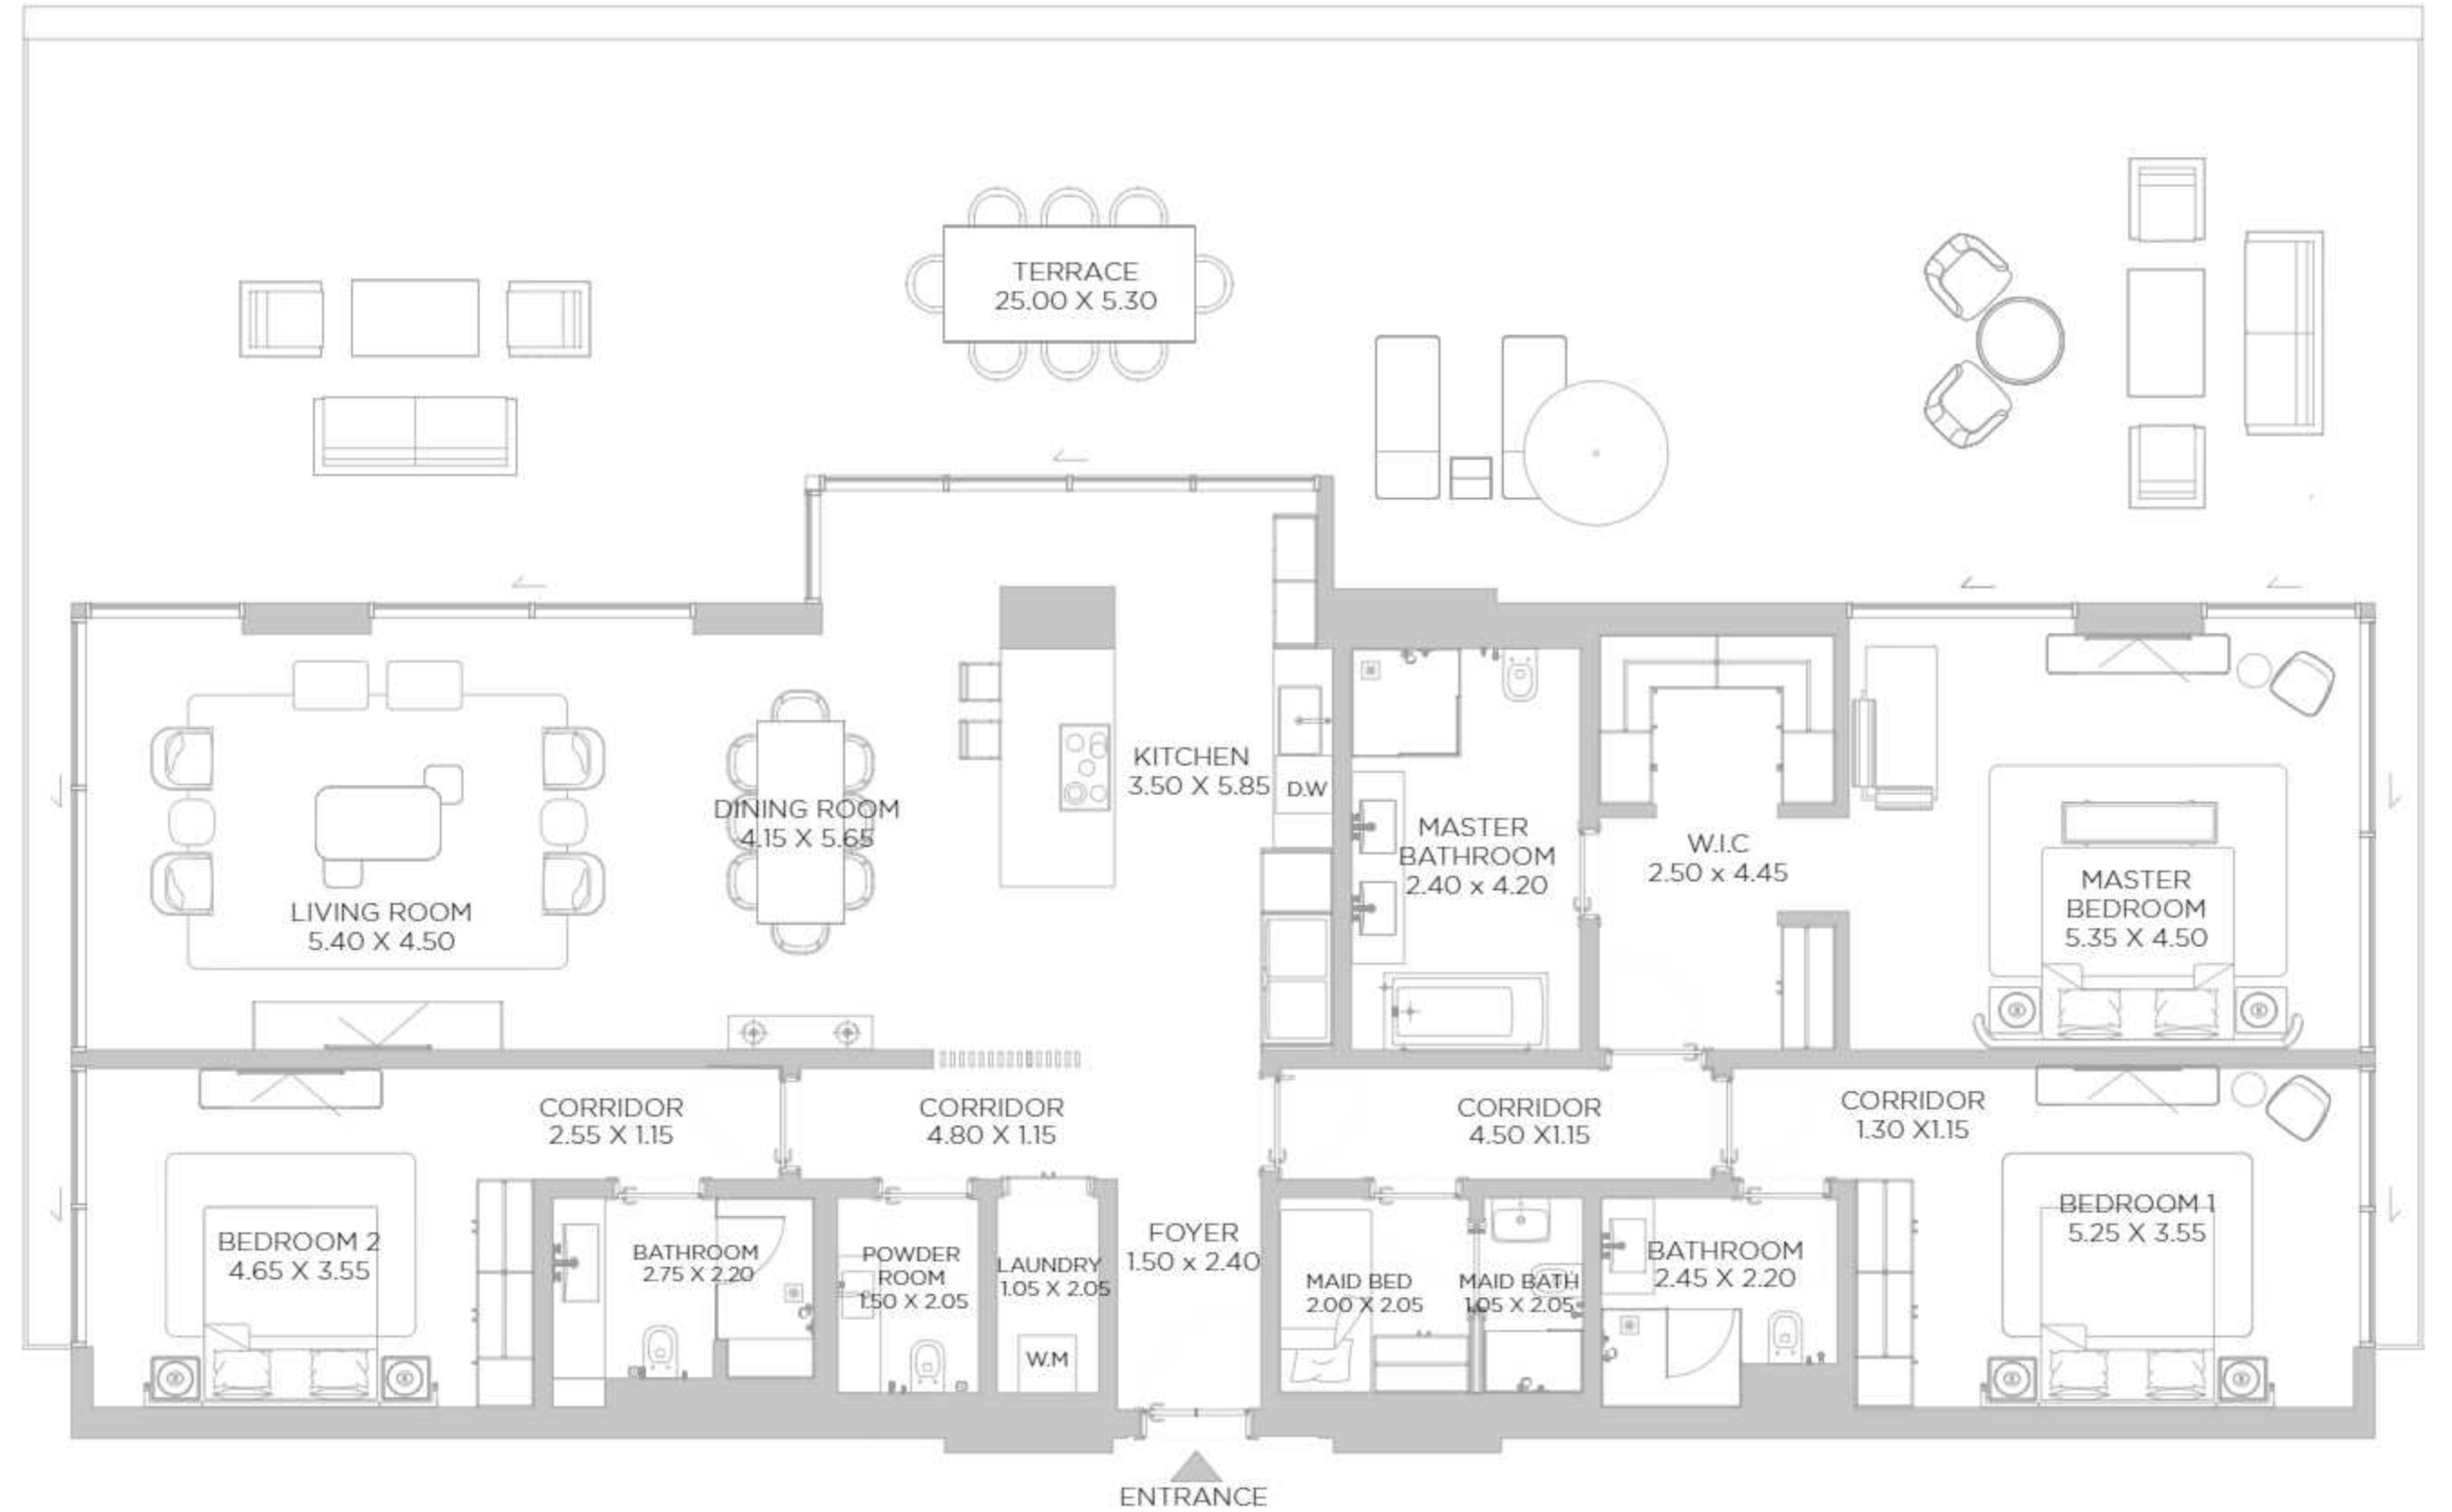 TERRACE
25.00 X 5.30
KITCHEN
3.50 X 5.85
D.W
DINING ROOM
4.15 X 5.65
LIVING ROOM
5.40 X 4.50
MASTER
BATHROOM
2.40 x 4.20
W.I.C
2.50 x 4.45
MASTER
BEDROOM
5.35 X 4.50
CORRIDOR
2.55 X 1.15
CORRIDOR
4.80 X 1.15
CORRIDOR
4.50 X1.15
CORRIDOR
1.30 X1.15
BEDROOM 2
4.65 X 3.55
BATHROOM
2.75 X 2.20
POWDER
ROOM
1.50 X 2.05
LAUNDRY
1.05 X 2.05
W.M
FOYER
1.50 x 2.40
MAID BED
2.00 X 2.05
MAID BATH
1.05 X 2.05
BATHROOM
2.45 X 2.20
BEDROOM 1
5.25 X 3.55
ENTRANCE